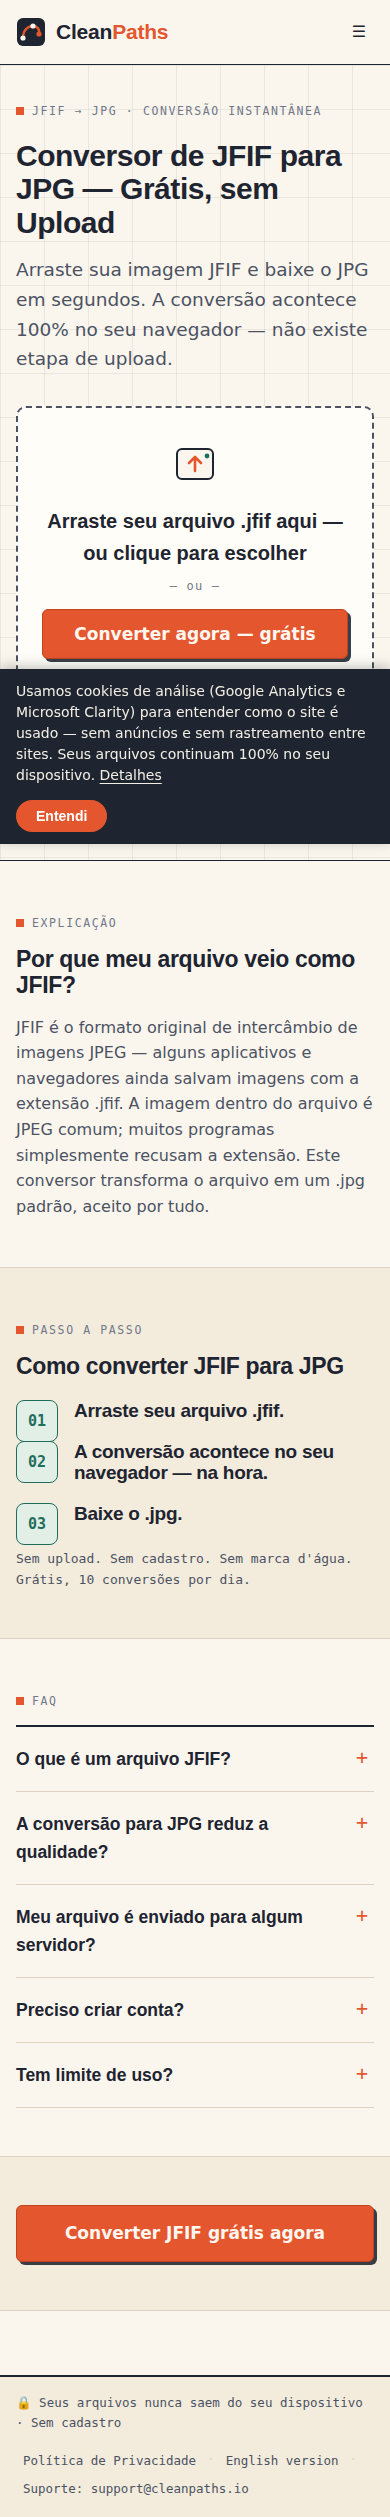 CleanPaths
☰
JFIF → JPG · CONVERSÃO INSTANTÂNEA
Conversor de JFIF para
JPG — Grátis, sem
Upload
Arraste sua imagem JFIF e baixe o JPG
em segundos. A conversão acontece
100% no seu navegador — não existe
etapa de upload.
Arraste seu arquivo .jfif aqui —
ou clique para escolher
— ou —
Converter agora — grátis
Usamos cookies de análise (Google Analytics e
Microsoft Clarity) para entender como o site é
usado — sem anúncios e sem rastreamento entre
sites. Seus arquivos continuam 100% no seu
dispositivo. Detalhes
Entendi
EXPLICAÇÃO
Por que meu arquivo veio como
JFIF?
JFIF é o formato original de intercâmbio de
imagens JPEG — alguns aplicativos e
navegadores ainda salvam imagens com a
extensão .jfif. A imagem dentro do arquivo é
JPEG comum; muitos programas
simplesmente recusam a extensão. Este
conversor transforma o arquivo em um .jpg
padrão, aceito por tudo.
PASSO A PASSO
Como converter JFIF para JPG
01 Arraste seu arquivo .jfif.
02 A conversão acontece no seu
navegador — na hora.
03 Baixe o .jpg.
Sem upload. Sem cadastro. Sem marca d'água.
Grátis, 10 conversões por dia.
FAQ
O que é um arquivo JFIF? +
A conversão para JPG reduz a +
qualidade?
Meu arquivo é enviado para algum +
servidor?
Preciso criar conta? +
Tem limite de uso? +
Converter JFIF grátis agora
🔒 Seus arquivos nunca saem do seu dispositivo
· Sem cadastro
Política de Privacidade · English version ·
Suporte: support@cleanpaths.io